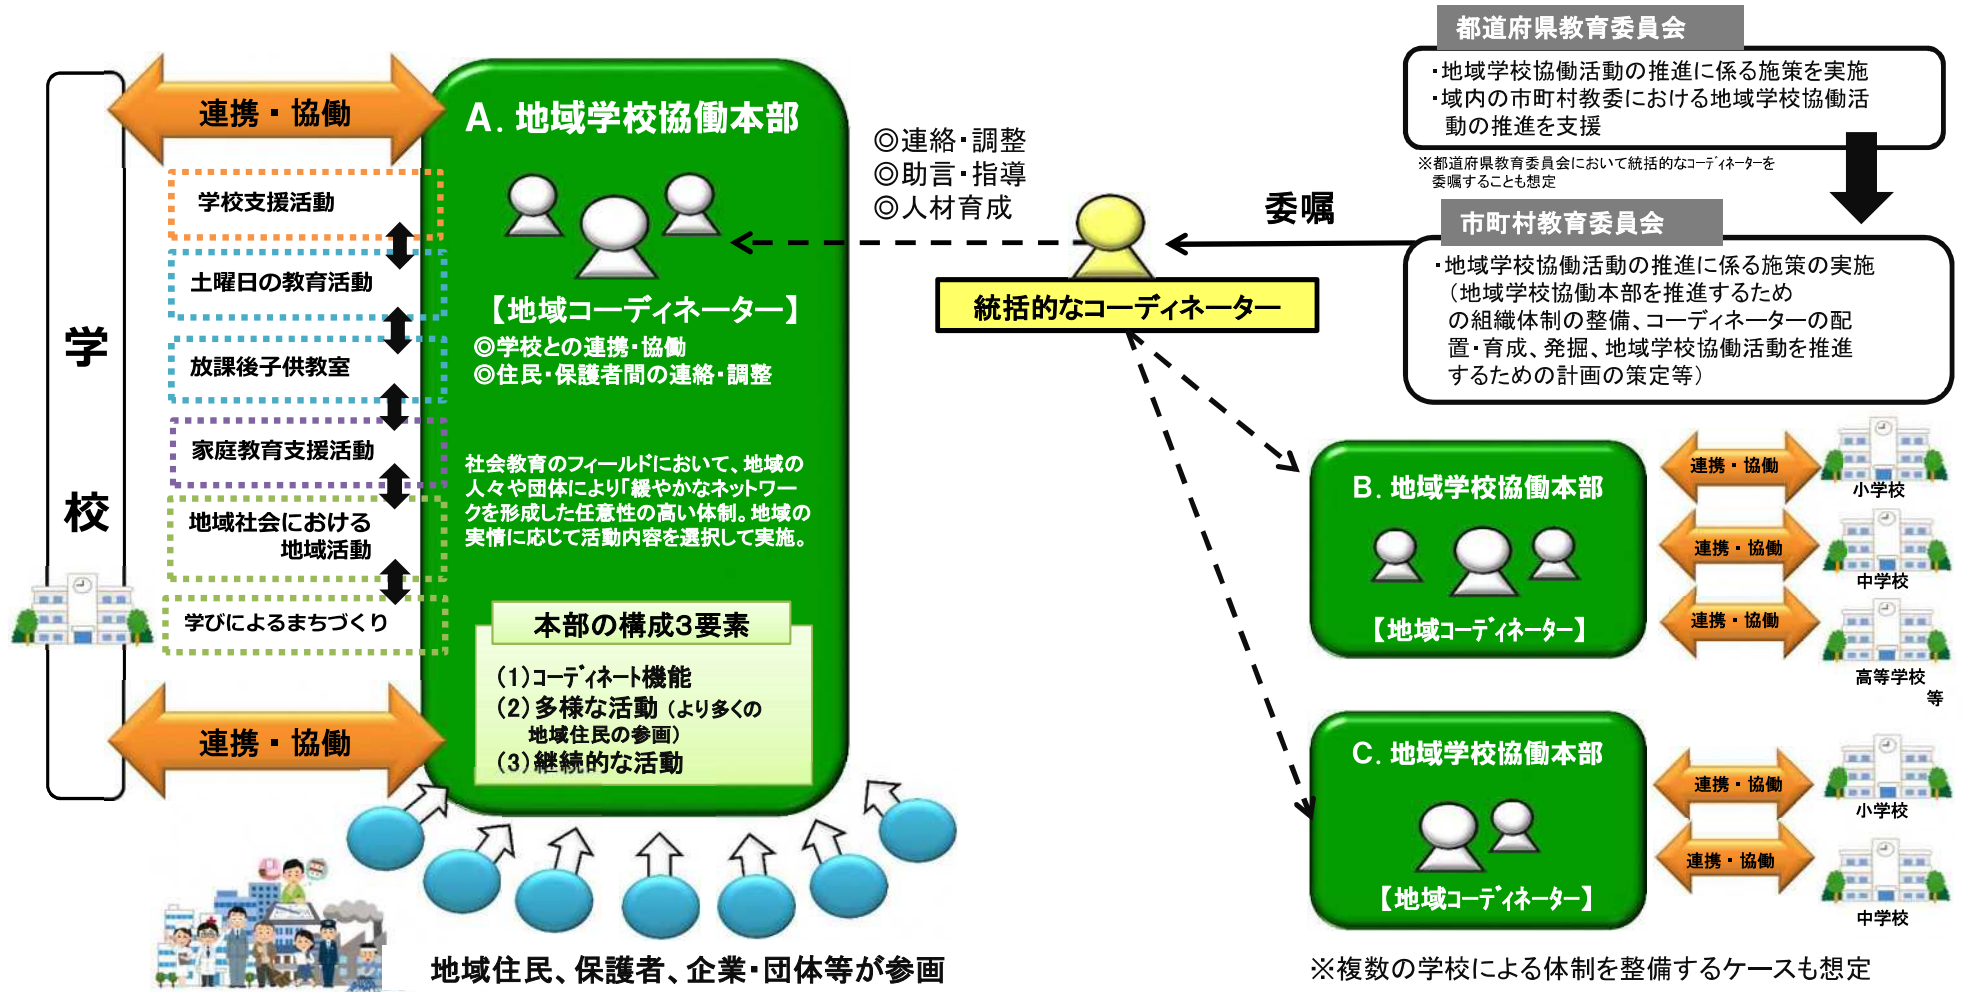 学校
連携・協働
学校支援活動
土曜日の教育活動
放課後子供教室
家庭教育支援活動
地域社会における
地域活動
学びによるまちづくり
連携・協働
A．地域学校協働本部
【地域コーディネーター】
◎学校との連携・協働
◎住民・保護者間の連絡・調整
社会教育のフィールドにおいて、地域の
人々や団体により「緩やかなネットワー
クを形成した任意性の高い体制。地域の
実情に応じて活動内容を選択して実施。
本部の構成３要素
(1)コーディネート機能
(2)多様な活動（より多くの
地域住民の参画）
(3)継続的な活動
地域住民、保護者、企業・団体等が参画
◎連絡・調整
◎助言・指導
◎人材育成
統括的なコーディネーター
委嘱
都道府県教育委員会
・地域学校協働活動の推進に係る施策を実施
・域内の市町村教委における地域学校協働活
動の推進を支援
※都道府県教育委員会において統括的なコーディネーターを
委嘱することも想定
市町村教育委員会
・地域学校協働活動の推進に係る施策の実施
（地域学校協働本部を推進するため
の組織体制の整備、コーディネーターの配
置・育成、発掘、地域学校協働活動を推進
するための計画の策定等）
B．地域学校協働本部
【地域コーディネーター】
連携・協働
小学校
連携・協働
中学校
連携・協働
高等学校
等
C．地域学校協働本部
【地域コーディネーター】
連携・協働
小学校
連携・協働
中学校
※複数の学校による体制を整備するケースも想定